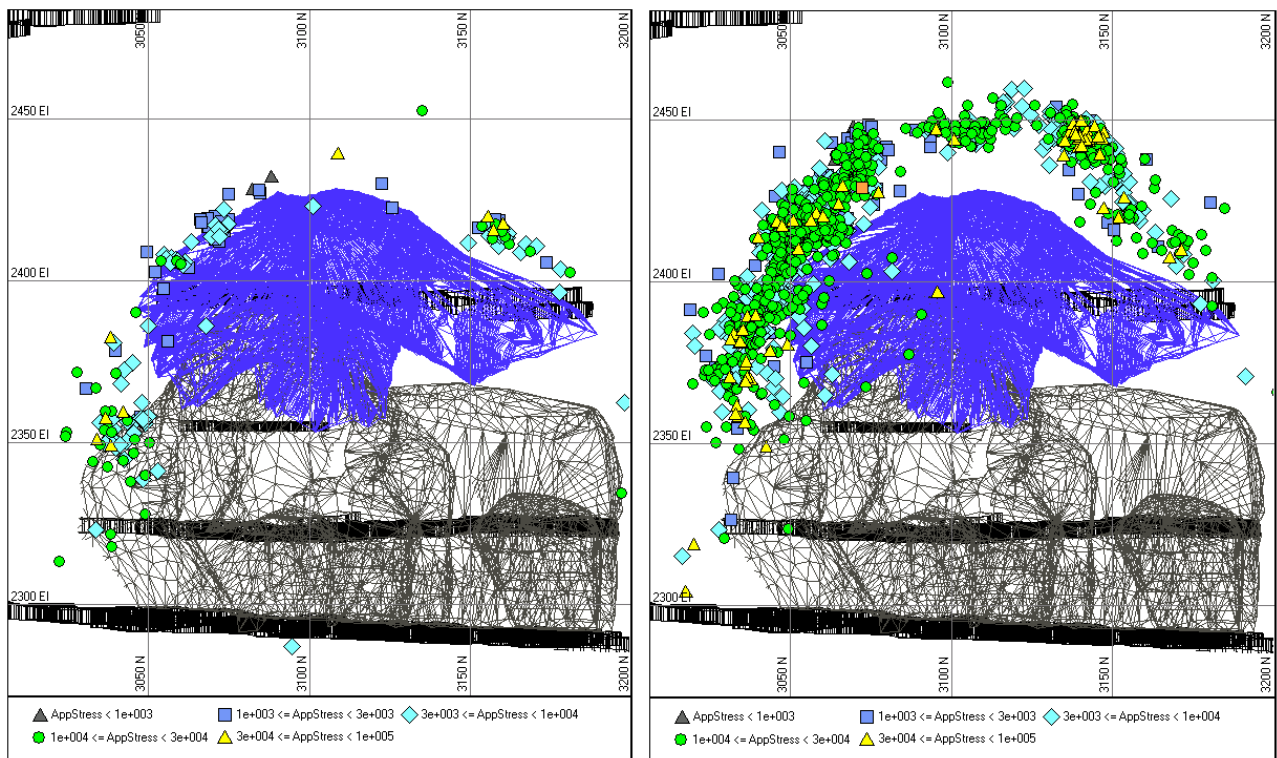 3050 N 3100 N 3150 N 3200 N
2450 El
2400 El
2350 El
2300 El
3050 N 3100 N 3150 N 3200 N
AppStress < 1e+003 1e+003 <= AppStress < 3e+003 3e+003 <= AppStress < 1e+004
1e+004 <= AppStress < 3e+004 3e+004 <= AppStress < 1e+005
3050 N 3100 N 3150 N 3200 N
2450 El
2400 El
2350 El
2300 El
3050 N 3100 N 3150 N 3200 N
AppStress < 1e+003 1e+003 <= AppStress < 3e+003 3e+003 <= AppStress < 1e+004
1e+004 <= AppStress < 3e+004 3e+004 <= AppStress < 1e+005